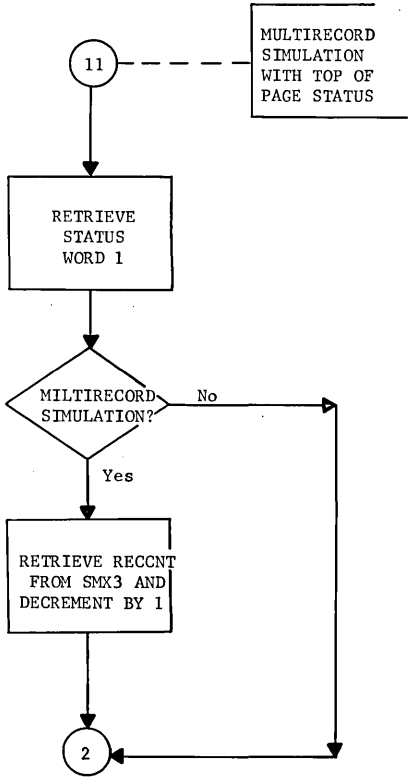 11
MULTIRECORD
SIMULATION
WITH TOP OF
PAGE STATUS
RETRIEVE
STATUS
WORD 1
MILTIRECORD
SIMULATION?
No
Yes
RETRIEVE RECCNT
FROM SMX3 AND
DECREMENT BY 1
2